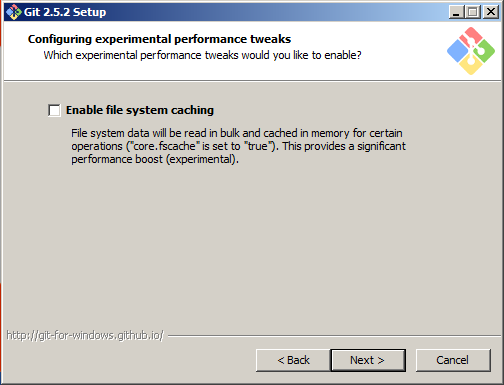 Git 2.5.2 Setup
Configuring experimental performance tweaks
Which experimental performance tweaks would you like to enable?
Enable file system caching
File system data will be read in bulk and cached in memory for certain
operations ("core.fscache" is set to "true"). This provides a significant
performance boost (experimental).
http://git-for-windows.github.io/
< Back
Next >
Cancel